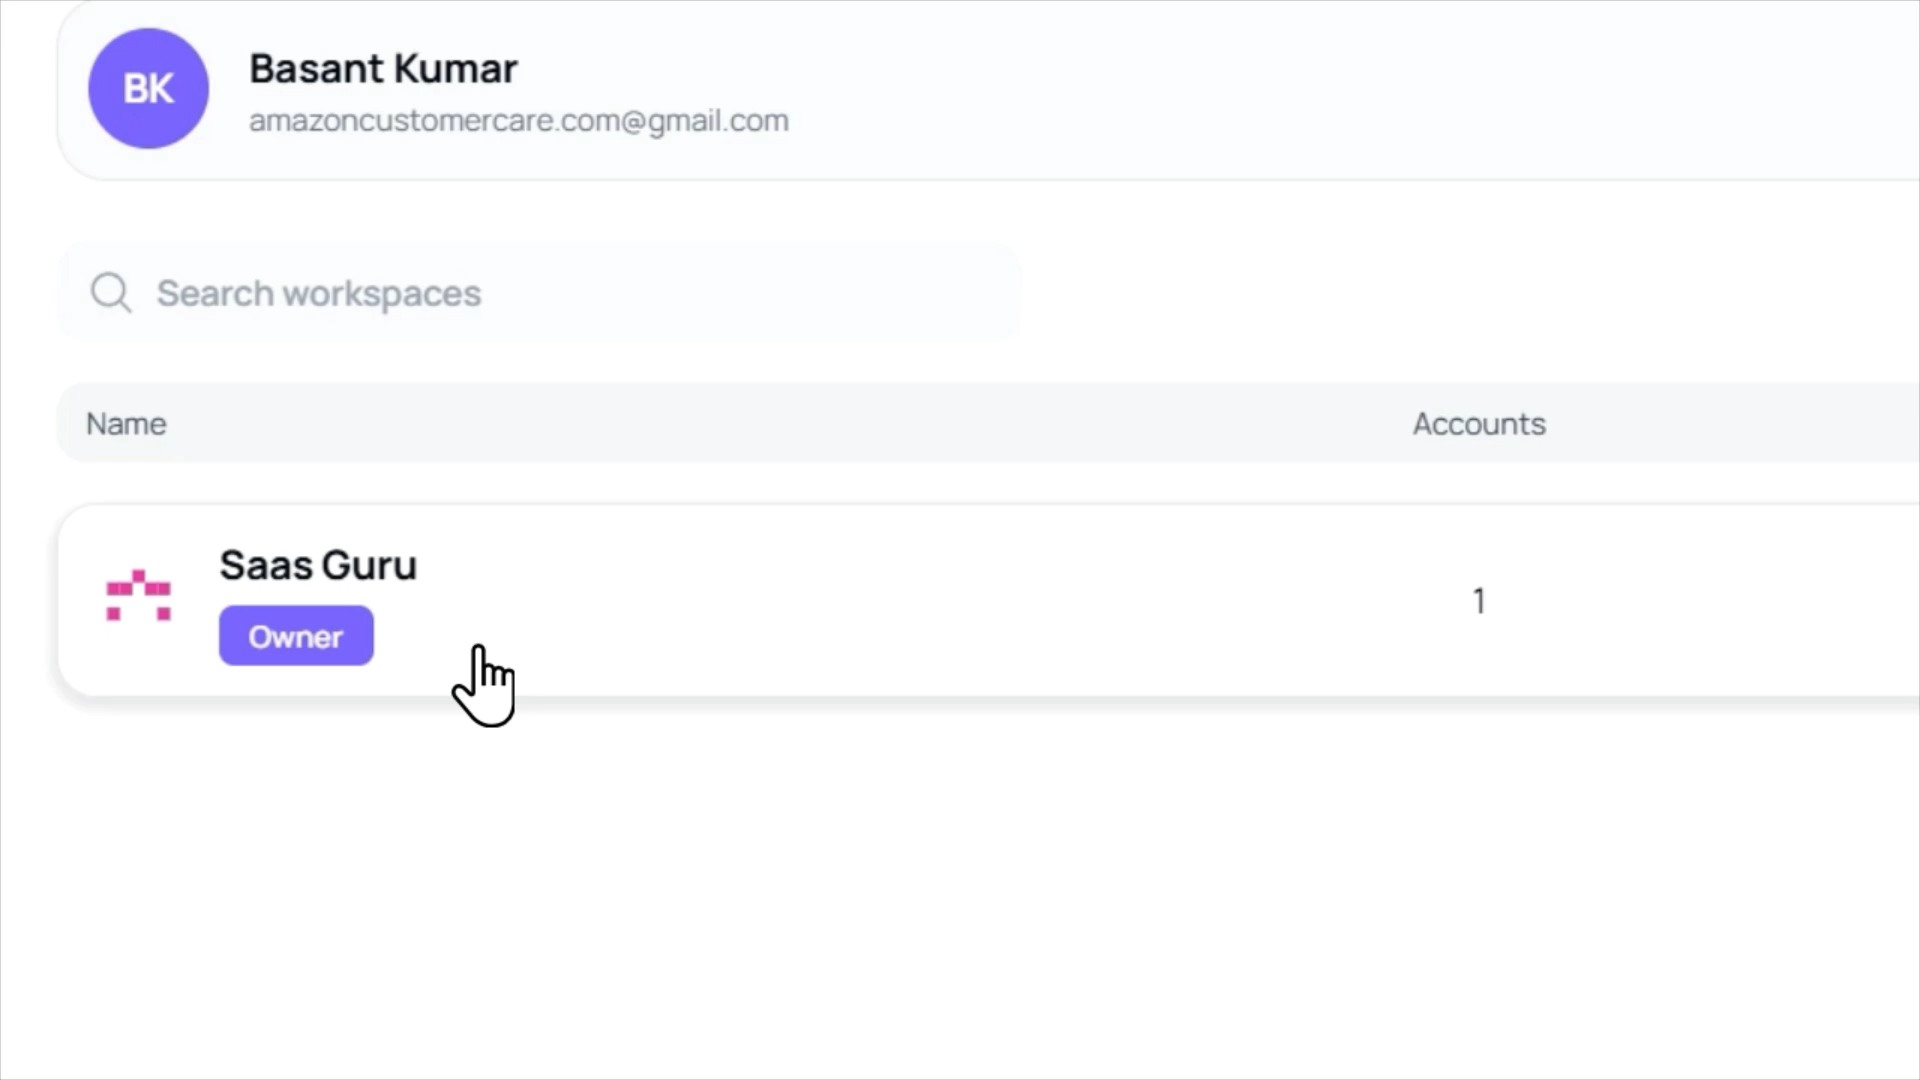 BK
Basant Kumar
amazoncustomercare.com@gmail.com
Search workspaces
Name
Accounts
Saas Guru
Owner
1